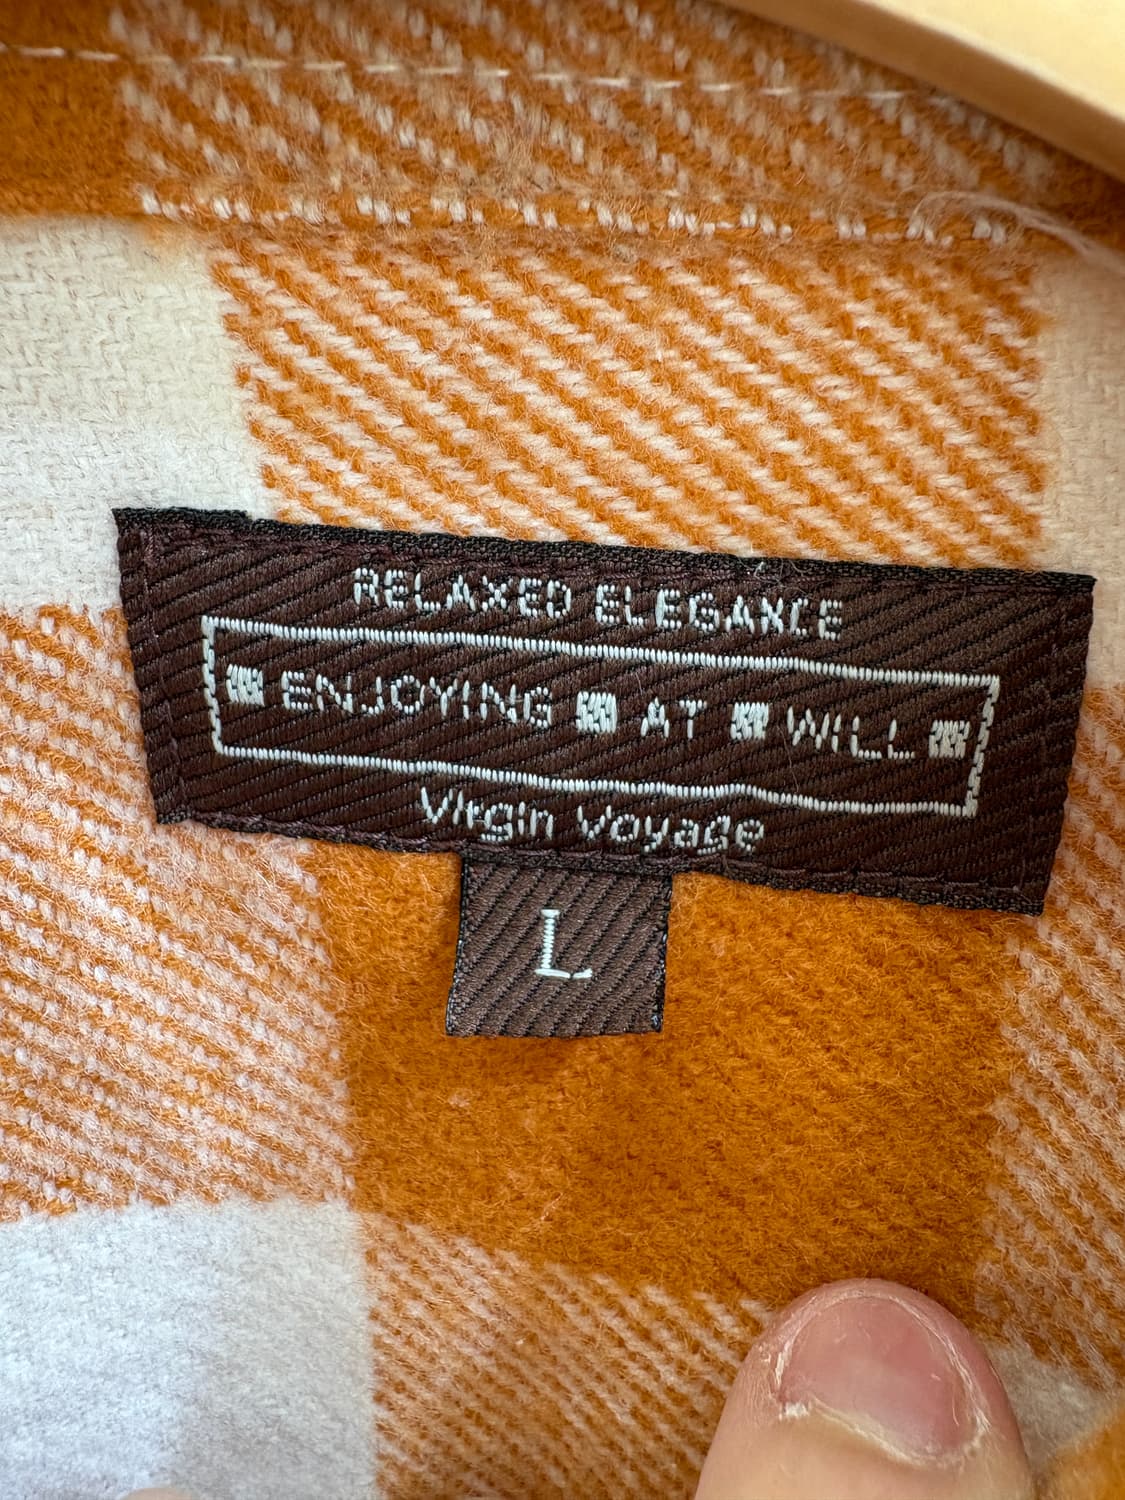 RELAXED ELEGANCE
ENJOYING AT WILL
Virgin Voyage
L